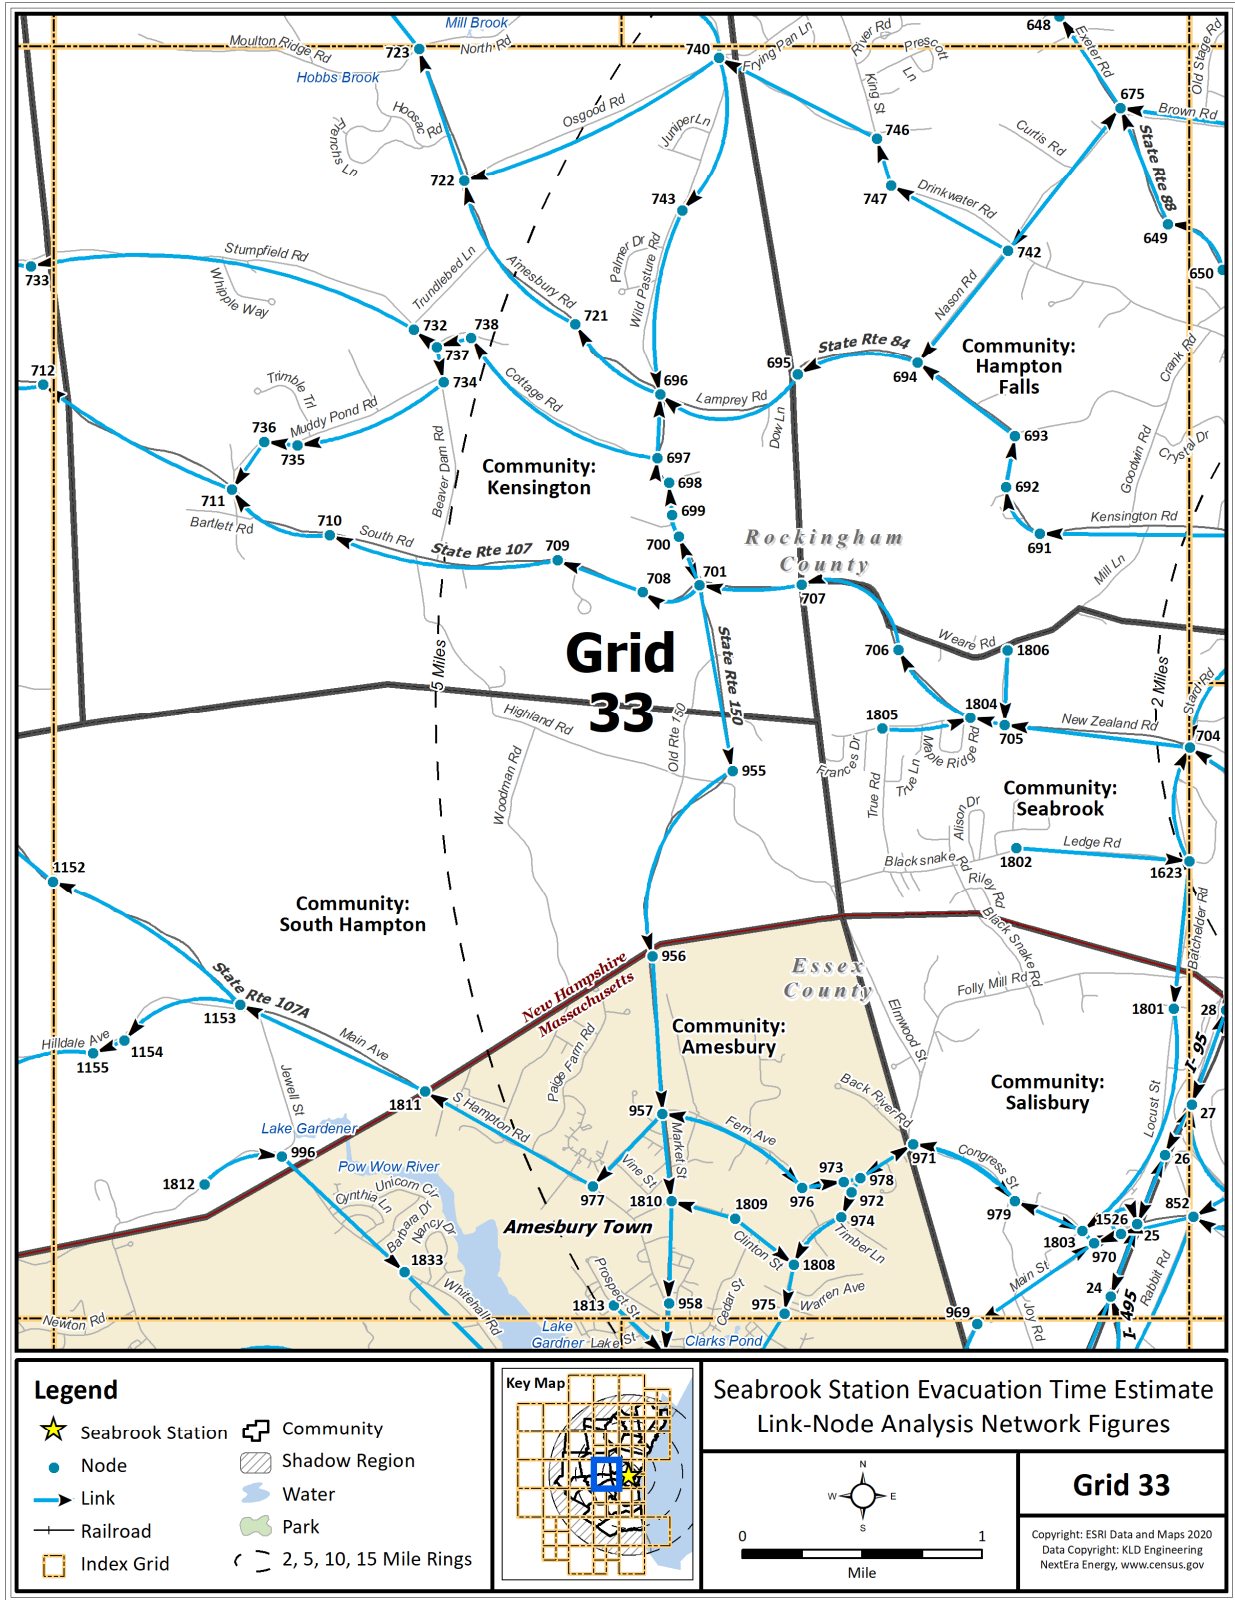 Mill Brook
648
Moulton Ridge Rd
723
North Rd
740
Frying Pan Ln
River Rd
Prescott
Ln
Exeter Rd
Old Stage Rd
Hobbs Brook
King St
675
Brown Rd
Hoosac
Rd
Frenchs Ln
Osgood Rd
Juniper Ln
746
Curtis Rd
State Rte 88
722
743
747
Drinkwater Rd
649
742
650
Stumpfield Rd
Whipple Way
733
Trundlebed Ln
Amesbury Rd
Palmer Dr
Wild Pasture Rd
Nason Rd
732
738
721
737
State Rte 84
695
694
Community:
Hampton
Falls
Crank Rd
712
734
Trimble Trl
Muddy Pond Rd
Cottage Rd
696
Lamprey Rd
Dow Ln
736
735
693
Goodwin Rd
Crystal Dr
Beaver Dam Rd
Community:
Kensington
697
698
692
711
Bartlett Rd
710
South Rd
State Rte 107
709
699
700
Rockingham
County
Kensington Rd
691
Mill Ln
708
701
707
Grid
33
State Rte 150
5 Miles
Weare Rd
706
1806
2 Miles
Stard Rd
Highland Rd
Old Rte 150
1805
1804
705
New Zealand Rd
704
Frances Dr
Maple Ridge Rd
True Ln
True Rd
Woodman Rd
955
Community:
Seabrook
Alison Dr
Ledge Rd
1802
1623
Blacksnake Rd
Riley Rd
1152
Community:
South Hampton
Black Snake Rd
Batchelder Rd
956
New Hampshire
Massachusetts
Essex
County
Folly Mill Rd
State Rte 107A
1153
1801
28
Elmwood St
Community:
Amesbury
Hilldale Ave
1154
1155
Main Ave
Paige Farm Rd
I- 95
Jewell St
1811
S Hampton Rd
Back River Rd
Community:
Salisbury
Locust St
27
Lake Gardener
957
Fern Ave
Market St
971
Congress St
26
996
Pow Wow River
Vine St
973
978
1812
Unicorn Cir
Cynthia Ln
977
1810
1809
976
972
974
979
1526
852
Barbara Dr
Nancy Dr
Amesbury Town
Timber Ln
1803
25
970
Clinton St
1833
1808
Main St
Rabbit Rd
Whitehall Rd
Prospect St
24
1813
958
Cedar St
975
Warren Ave
969
Joy Rd
I- 495
Newton Rd
Lake
Gardner
Lake St
Clarks Pond
Legend
Seabrook Station
Node
Link
Railroad
Index Grid
Community
Shadow Region
Water
Park
2, 5, 10, 15 Mile Rings
Key Map
Seabrook Station Evacuation Time Estimate
Link-Node Analysis Network Figures
N
W
E
S
0
1
Mile
Grid 33
Copyright: ESRI Data and Maps 2020
Data Copyright: KLD Engineering
NextEra Energy, www.census.gov